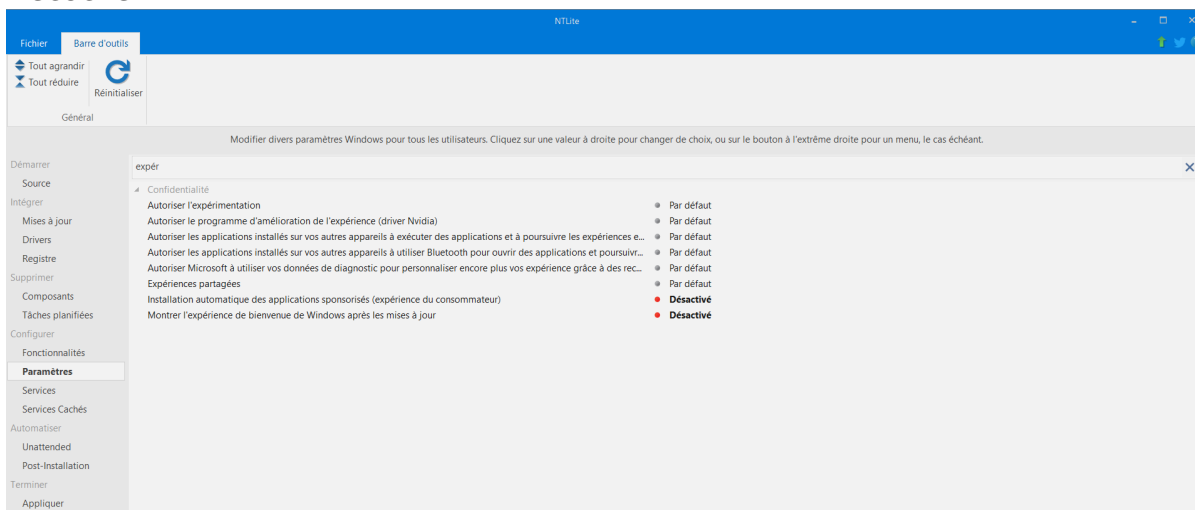 NTLite
Fichier
Barre d'outils
Tout agrandir
Tout réduire
Réinitialiser
Général
Modifier divers paramètres Windows pour tous les utilisateurs. Cliquez sur une valeur à droite pour changer de choix, ou sur le bouton à l'extrême droite pour un menu, le cas échéant.
Démarrer
Source
Intégrer
Mises à jour
Drivers
Registre
Supprimer
Composants
Tâches planifiées
Configurer
Fonctionnalités
Paramètres
Services
Services Cachés
Automatiser
Unattended
Post-Installation
Terminer
Appliquer
expér
Confidentialité
Autoriser l'expérimentation Par défaut
Autoriser le programme d'amélioration de l'expérience (driver Nvidia) Par défaut
Autoriser les applications installés sur vos autres appareils à exécuter des applications et à poursuivre les expériences e... Par défaut
Autoriser les applications installés sur vos autres appareils à utiliser Bluetooth pour ouvrir des applications et poursuivr... Par défaut
Autoriser Microsoft à utiliser vos données de diagnostic pour personnaliser encore plus vos expérience grâce à des rec... Par défaut
Expériences partagées Par défaut
Installation automatique des applications sponsorisés (expérience du consommateur) Désactivé
Montrer l'expérience de bienvenue de Windows après les mises à jour Désactivé